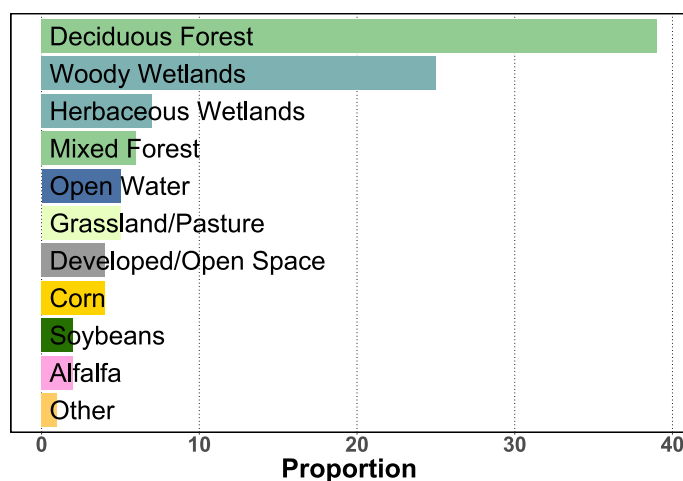 Deciduous Forest
Woody Wetlands
Herbaceous Wetlands
Mixed Forest
Open Water
Grassland/Pasture
Developed/Open Space
Corn
Soybeans
Alfalfa
Other
0 10 20 30 40
Proportion